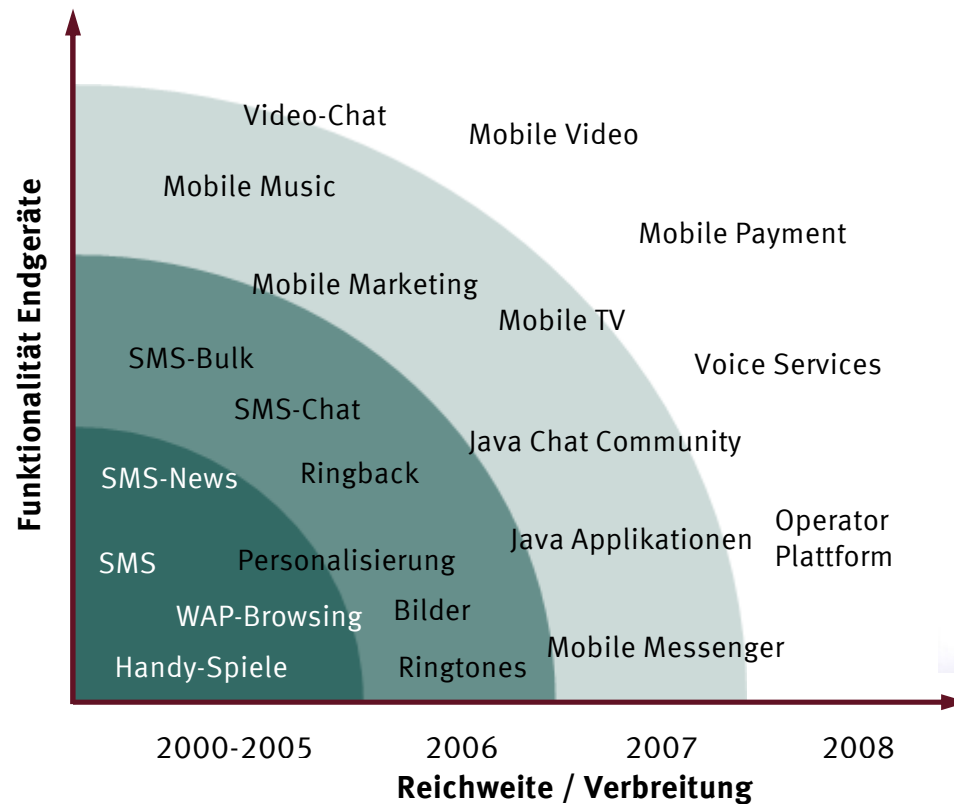 Funktionalität Endgeräte
Video-Chat
Mobile Video
Mobile Music
Mobile Payment
Mobile Marketing
Mobile TV
SMS-Bulk
Voice Services
SMS-Chat
Java Chat Community
SMS-News
Ringback
Operator
Plattform
Java Applikationen
SMS
Personalisierung
WAP-Browsing
Bilder
Mobile Messenger
Handy-Spiele
Ringtones
2000-2005
2006
2007
2008
Reichweite / Verbreitung